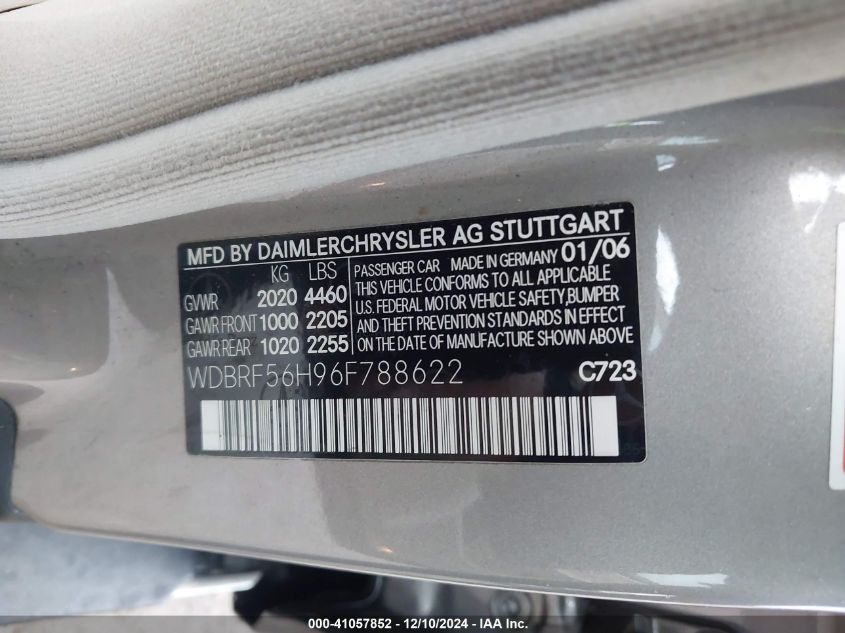 MFD BY DAIMLERCHRYSLER AG STUTTGART
KG LBS
GVWR 2020 4460
GAWR FRONT 1000 2205
GAWR REAR 1020 2255
PASSENGER CAR MADE IN GERMANY 01/06
THIS VEHICLE CONFORMS TO ALL APPLICABLE
U.S. FEDERAL MOTOR VEHICLE SAFETY,BUMPER
AND THEFT PREVENTION STANDARDS IN EFFECT
ON THE DATE OF MANUFACTURE SHOWN ABOVE
WDBRF56H96F788622 C723
000-41057852 — 12/10/2024 — IAA Inc.